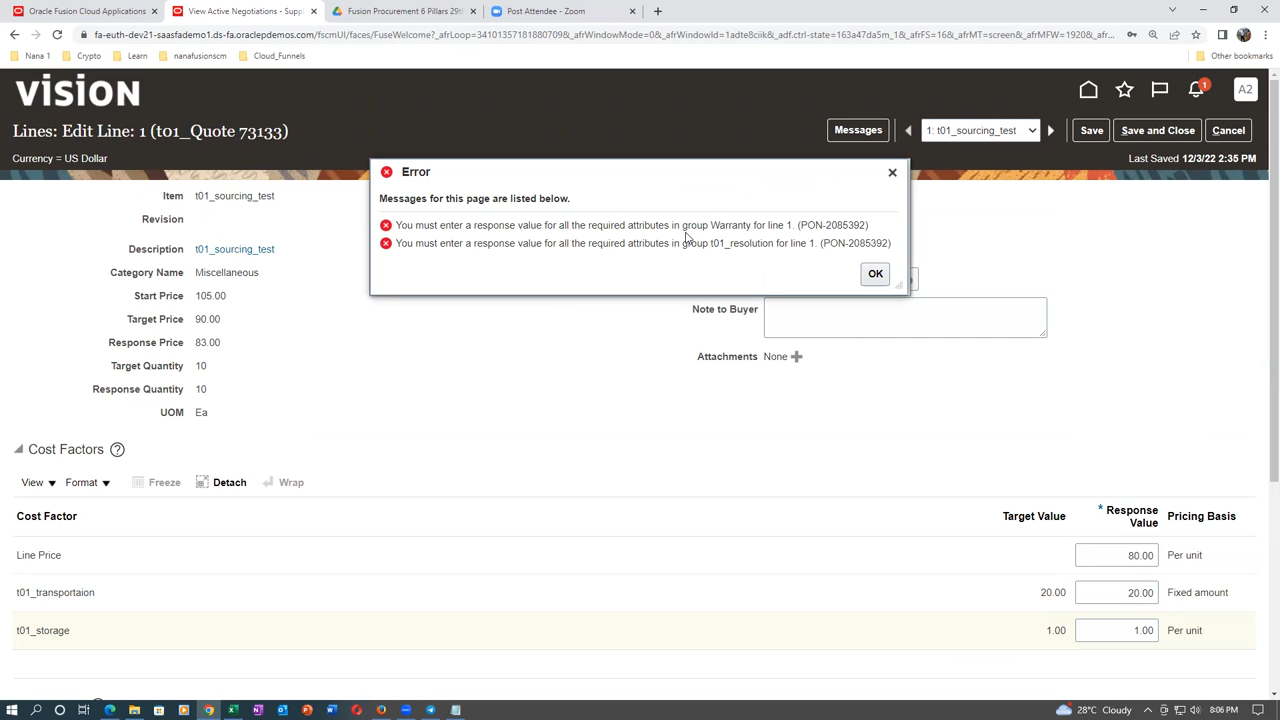 Oracle Fusion Cloud Applications
View Active Negotiations - Suppl
Fusion Procurement 6 Pillars 29th
Post Attendee - Zoom
fa-euth-dev21-saasfademo1.ds-fa.oraclepdemos.com/fscmUI/faces/FuseWelcome?_afrLoop=341013571818807098&_afrWindowMode=0&_afrWindowId=1adte8ciik&_adf.ctrl-state=163a47da5m_1&_afrFS=16&_afrMT=screen&_afrMFW=1920&_afr...
Nana 1 Crypto Learn nanafusionscm Cloud_Funnels Other bookmarks
VISION
1
A2
Lines: Edit Line: 1 (t01_Quote 73133)
Messages 1: t01_sourcing_test Save Save and Close Cancel
Currency = US Dollar
Last Saved 12/3/22 2:35 PM
Error
Messages for this page are listed below.
You must enter a response value for all the required attributes in group Warranty for line 1. (PON-2085392)
You must enter a response value for all the required attributes in group t01_resolution for line 1. (PON-2085392)
OK
Item t01_sourcing_test
Revision
Description t01_sourcing_test
Category Name Miscellaneous
Start Price 105.00
Target Price 90.00
Response Price 83.00
Target Quantity 10
Response Quantity 10
UOM Ea
Note to Buyer
Attachments None
Cost Factors
View Format Freeze Detach Wrap
Cost Factor Target Value * Response Value Pricing Basis
Line Price 80.00 Per unit
t01_transportaion 20.00 20.00 Fixed amount
t01_storage 1.00 1.00 Per unit
28°C Cloudy 8:06 PM